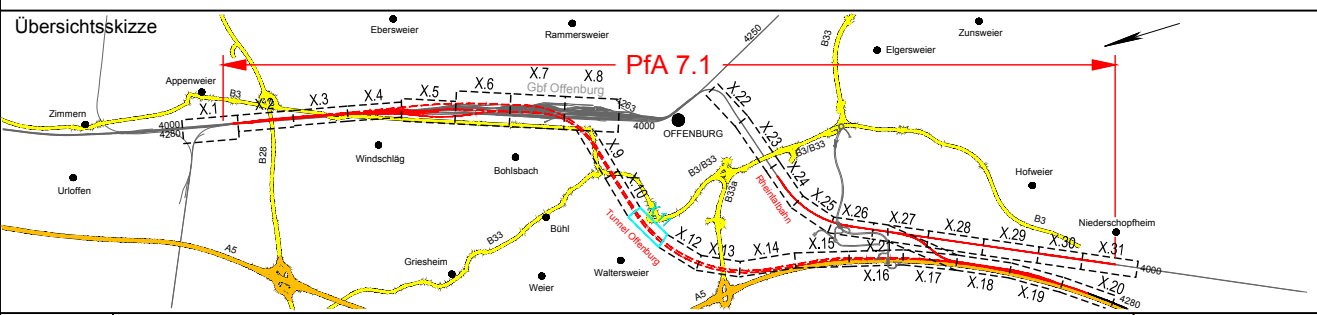 Übersichtsskizze
Ebersweier
Rammersweier
4250
B33
Zunsweier
Elgersweier
PfA 7.1
Appenweier
B3
Zimmern
X.1
X.2
X.3
X.4
X.5
X.6
X.7
X.8
Gbf Offenburg
4263
4000
4280
4000
OFFENBURG
X.22
X.23
X.24
X.25
X.26
X.27
X.28
X.29
X.30
X.31
B3/B33
B3/B33
B33a
Rheintalbahn
Hofweier
B3
Niederschopfheim
4000
Urloffen
B28
Windschläg
Bohlsbach
X.9
X.10
X.11
Tunnel Offenburg
X.12
X.13
X.14
X.15
X.21
X.16
X.17
X.18
X.19
X.20
4280
A5
Griesheim
B33
Bühl
Weier
Waltersweier
A5